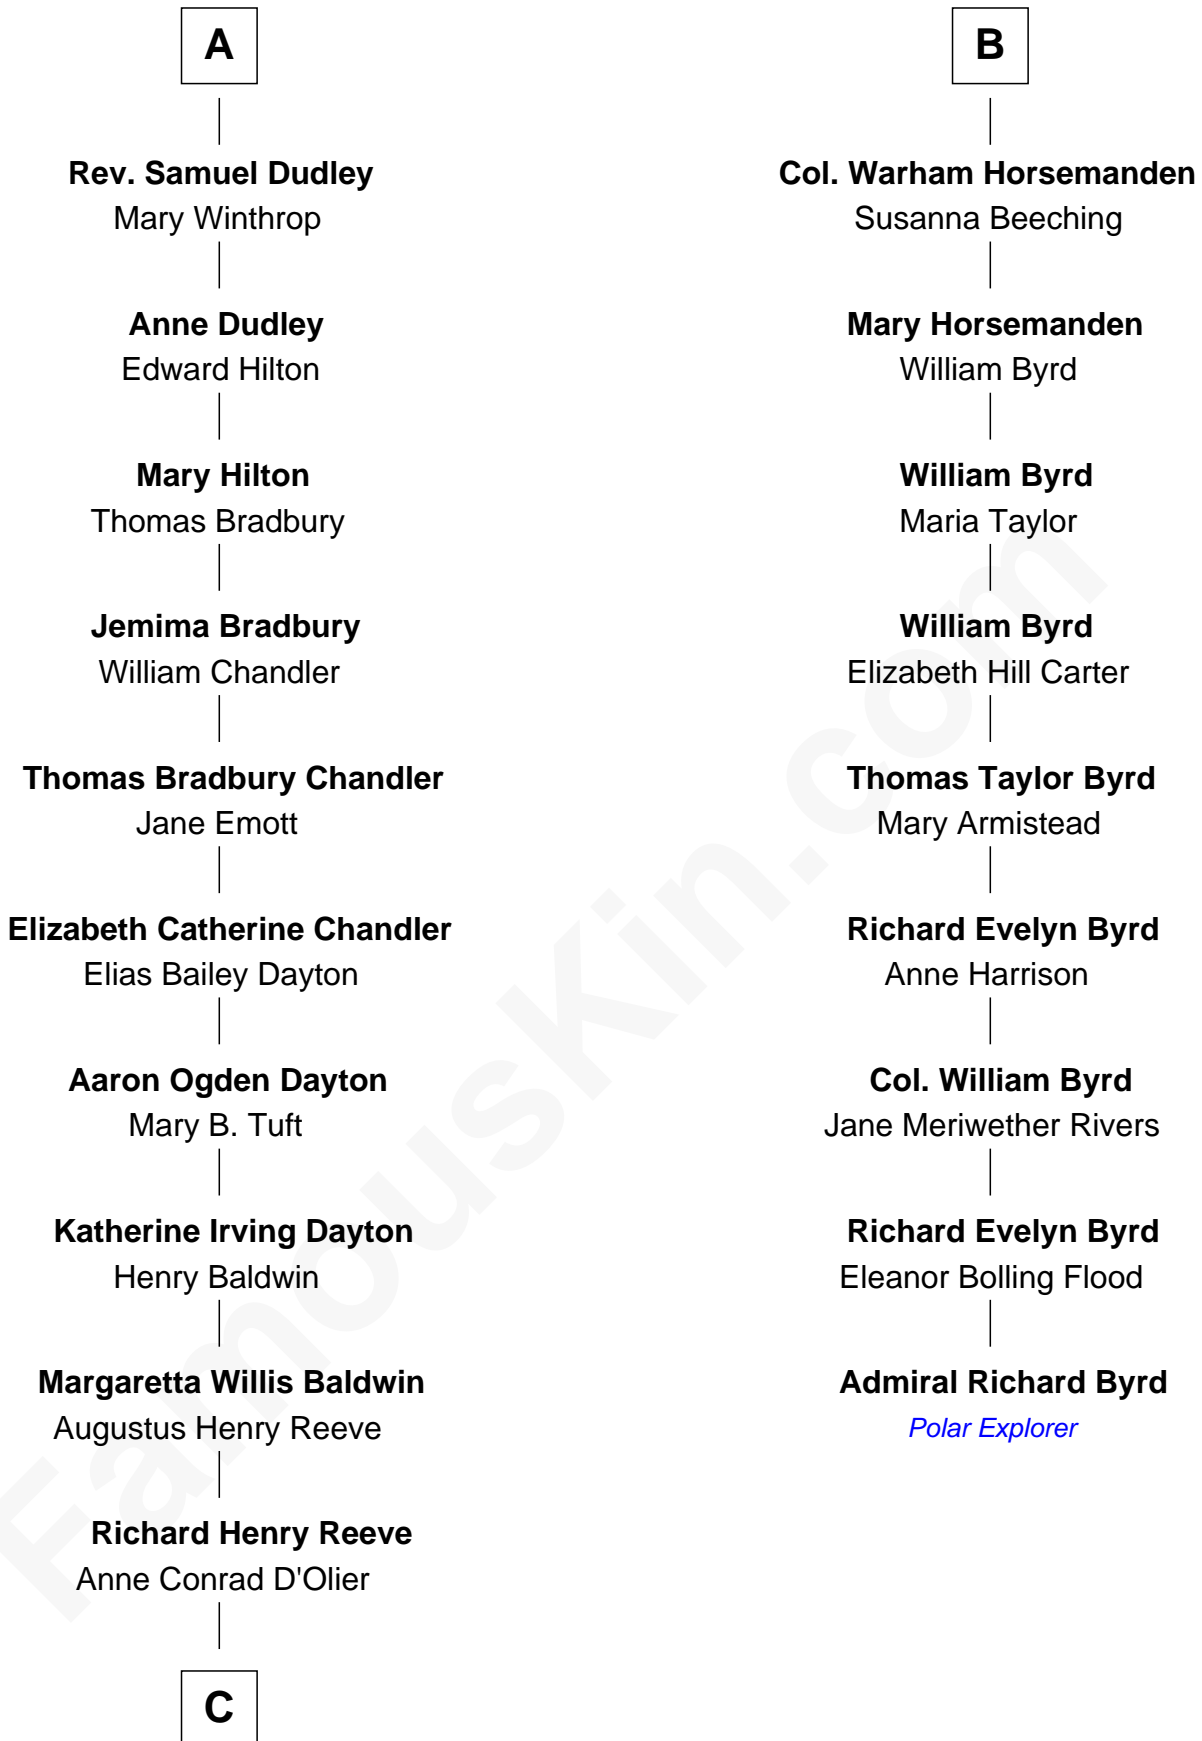 A
Rev. Samuel Dudley
Mary Winthrop
Anne Dudley
Edward Hilton
Mary Hilton
Thomas Bradbury
Jemima Bradbury
William Chandler
Thomas Bradbury Chandler
Jane Emott
Elizabeth Catherine Chandler
Elias Bailey Dayton
Aaron Ogden Dayton
Mary B. Tuft
Katherine Irving Dayton
Henry Baldwin
Margaretta Willis Baldwin
Augustus Henry Reeve
Richard Henry Reeve
Anne Conrad D'Olier
C
B
Col. Warham Horsemanden
Susanna Beeching
Mary Horsemanden
William Byrd
William Byrd
Maria Taylor
William Byrd
Elizabeth Hill Carter
Thomas Taylor Byrd
Mary Armistead
Richard Evelyn Byrd
Anne Harrison
Col. William Byrd
Jane Meriwether Rivers
Richard Evelyn Byrd
Eleanor Bolling Flood
Admiral Richard Byrd
Polar Explorer
FamousKin.com